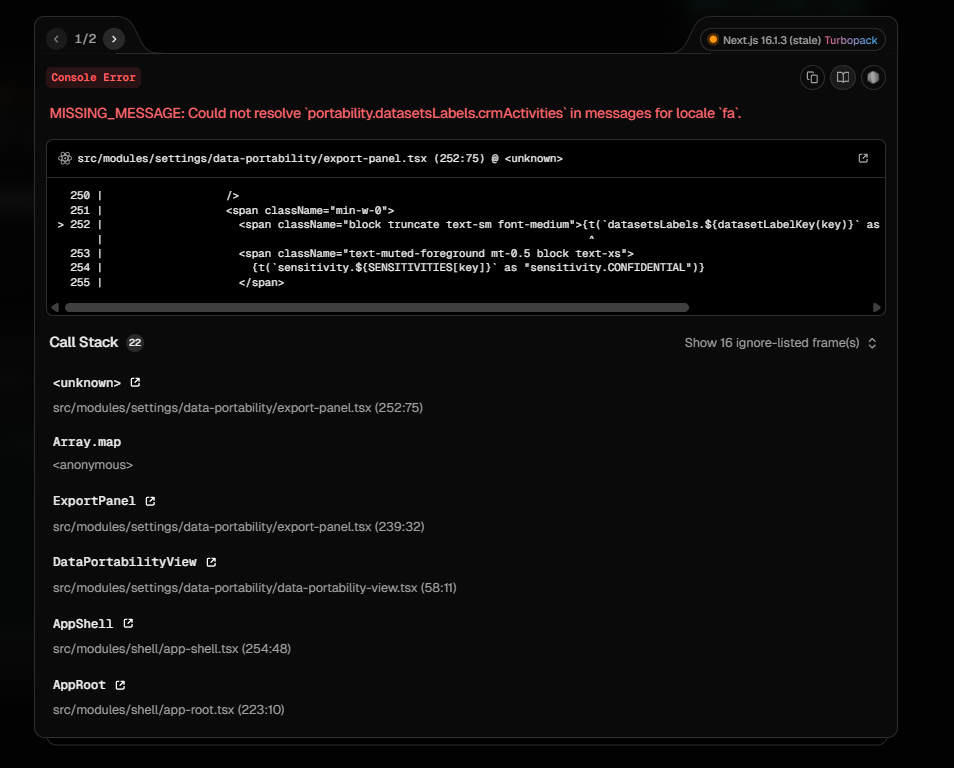 1/2
Next.js 16.1.3 (stale) Turbopack
Console Error
MISSING_MESSAGE: Could not resolve `portability.datasetsLabels.crmActivities` in messages for locale `fa`.
src/modules/settings/data-portability/export-panel.tsx (252:75) @ <unknown>
250 | />
251 | <span className="min-w-0">
> 252 | <span className="block truncate text-sm font-medium">{t(`datasetsLabels.${datasetLabelKey(key)}` as
| ^
253 | <span className="text-muted-foreground mt-0.5 block text-xs">
254 | {t(`sensitivity.${SENSITIVITIES[key]}` as "sensitivity.CONFIDENTIAL")}
255 | </span>
Call Stack 22
Show 16 ignore-listed frame(s)
<unknown>
src/modules/settings/data-portability/export-panel.tsx (252:75)
Array.map
<anonymous>
ExportPanel
src/modules/settings/data-portability/export-panel.tsx (239:32)
DataPortabilityView
src/modules/settings/data-portability/data-portability-view.tsx (58:11)
AppShell
src/modules/shell/app-shell.tsx (254:48)
AppRoot
src/modules/shell/app-root.tsx (223:10)